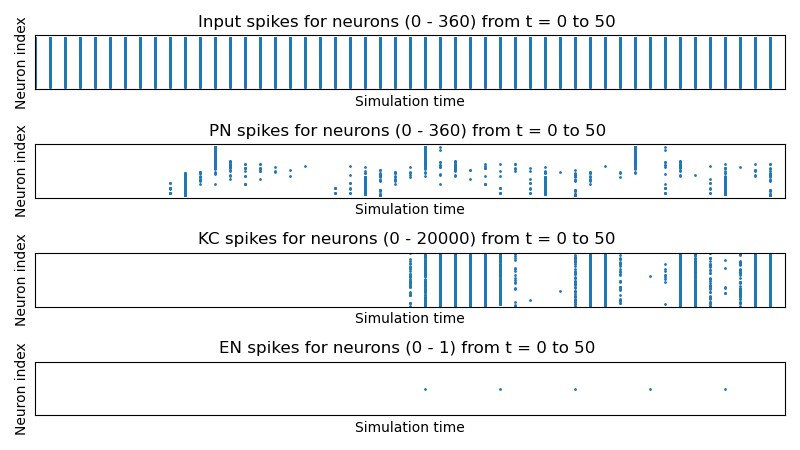 Input spikes for neurons (0 - 360) from t = 0 to 50
Neuron index
Simulation time
PN spikes for neurons (0 - 360) from t = 0 to 50
Neuron index
Simulation time
KC spikes for neurons (0 - 20000) from t = 0 to 50
Neuron index
Simulation time
EN spikes for neurons (0 - 1) from t = 0 to 50
Neuron index
Simulation time